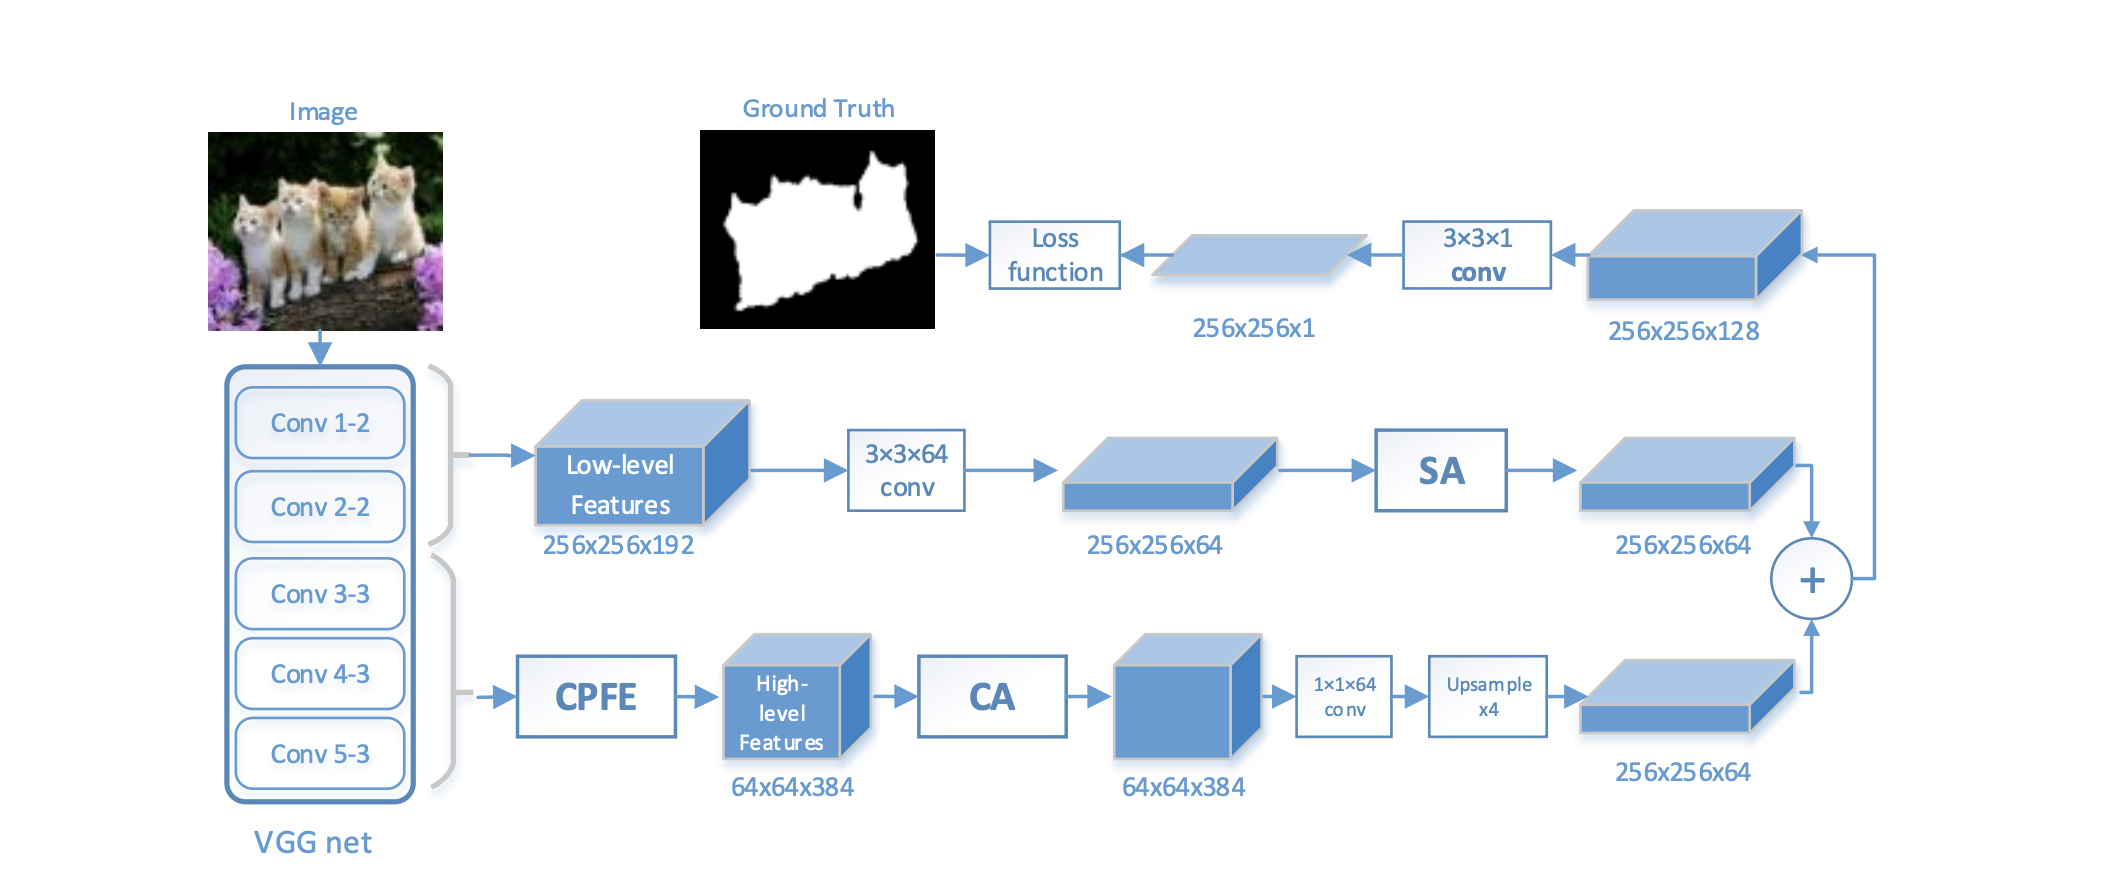 Image
Ground Truth
Loss
function
256x256x1
3×3×1
conv
256x256x128
Conv 1-2
Conv 2-2
Conv 3-3
Conv 4-3
Conv 5-3
VGG net
Low-level
Features
256x256x192
3×3×64
conv
256x256x64
SA
256x256x64
+
CPFE
High-
level
Features
64x64x384
CA
64x64x384
1×1×64
conv
Upsample
x4
256x256x64